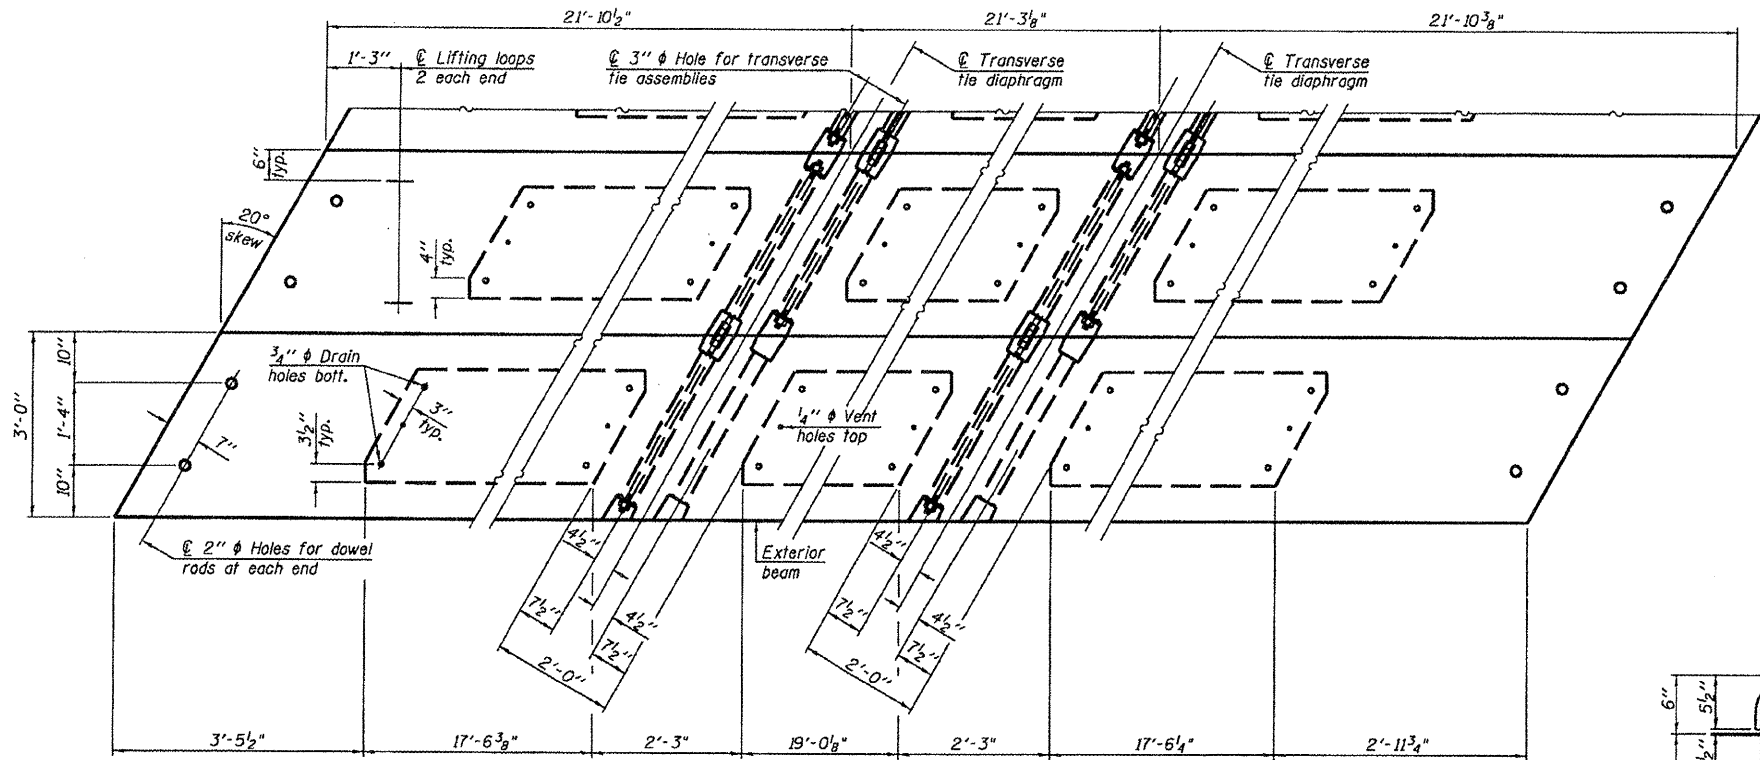 21'-10½" 21'-3⅛" 21'-10⅜"
1'-3"
℄ Lifting loops
2 each end
℄ 3" ϕ Hole for transverse
tie assemblies
℄ Transverse
tie diaphragm
℄ Transverse
tie diaphragm
6"
typ.
20°
skew
4"
typ.
3'-0"
10"
1'-4"
10"
7"
¾" ϕ Drain
holes bott.
3½"
typ.
3"
typ.
¼" ϕ Vent
holes top
℄ 2" ϕ Holes for dowel
rods at each end
Exterior
beam
4½"
7½"
4½"
7½"
2'-0"
4½"
7½"
4½"
7½"
2'-0"
6"
5½"
3'-5½" 17'-6⅜" 2'-3" 19'-0⅛" 2'-3" 17'-6¼" 2'-11¾"